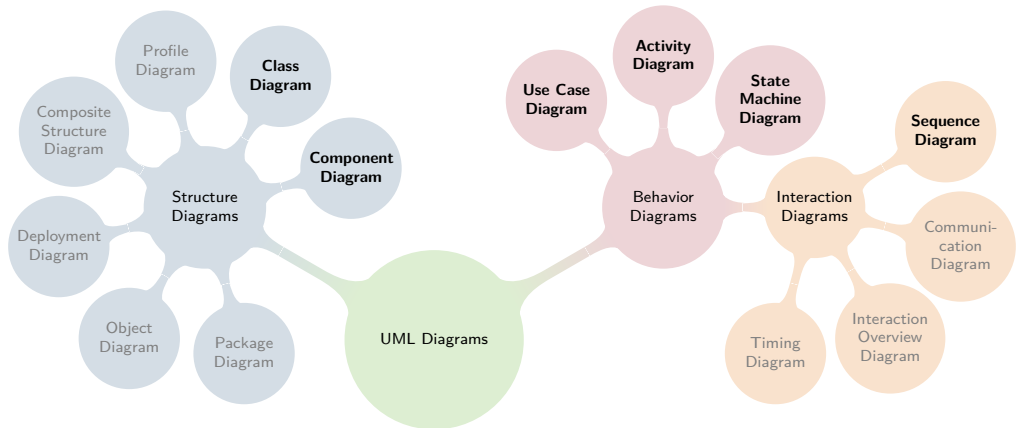 Profile
Diagram
Class
Diagram
Composite
Structure
Diagram
Component
Diagram
Structure
Diagrams
Deployment
Diagram
Object
Diagram
Package
Diagram
UML Diagrams
Use Case
Diagram
Activity
Diagram
State
Machine
Diagram
Behavior
Diagrams
Interaction
Diagrams
Sequence
Diagram
Communi-
cation
Diagram
Interaction
Overview
Diagram
Timing
Diagram